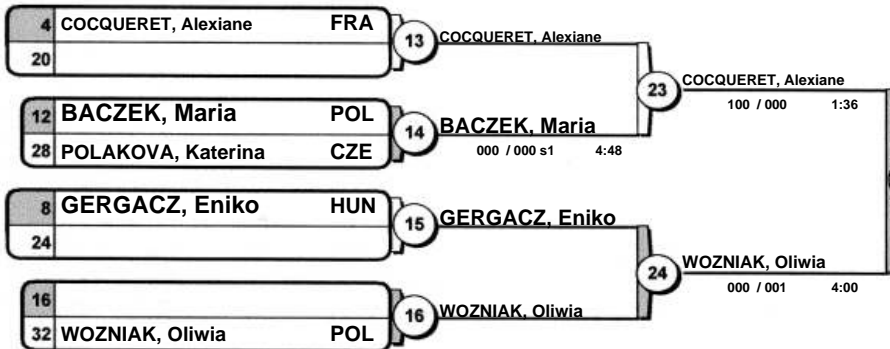 4 COCQUERET, Alexiane FRA
20
13 COCQUERET, Alexiane
12 BACZEK, Maria POL
28 POLAKOVA, Katerina CZE
14 BACZEK, Maria
000 / 000 s1 4:48
23 COCQUERET, Alexiane
100 / 000 1:36
8 GERGACZ, Eniko HUN
24
15 GERGACZ, Eniko
16
32 WOZNIAK, Oliwia POL
16 WOZNIAK, Oliwia
24 WOZNIAK, Oliwia
000 / 001 4:00